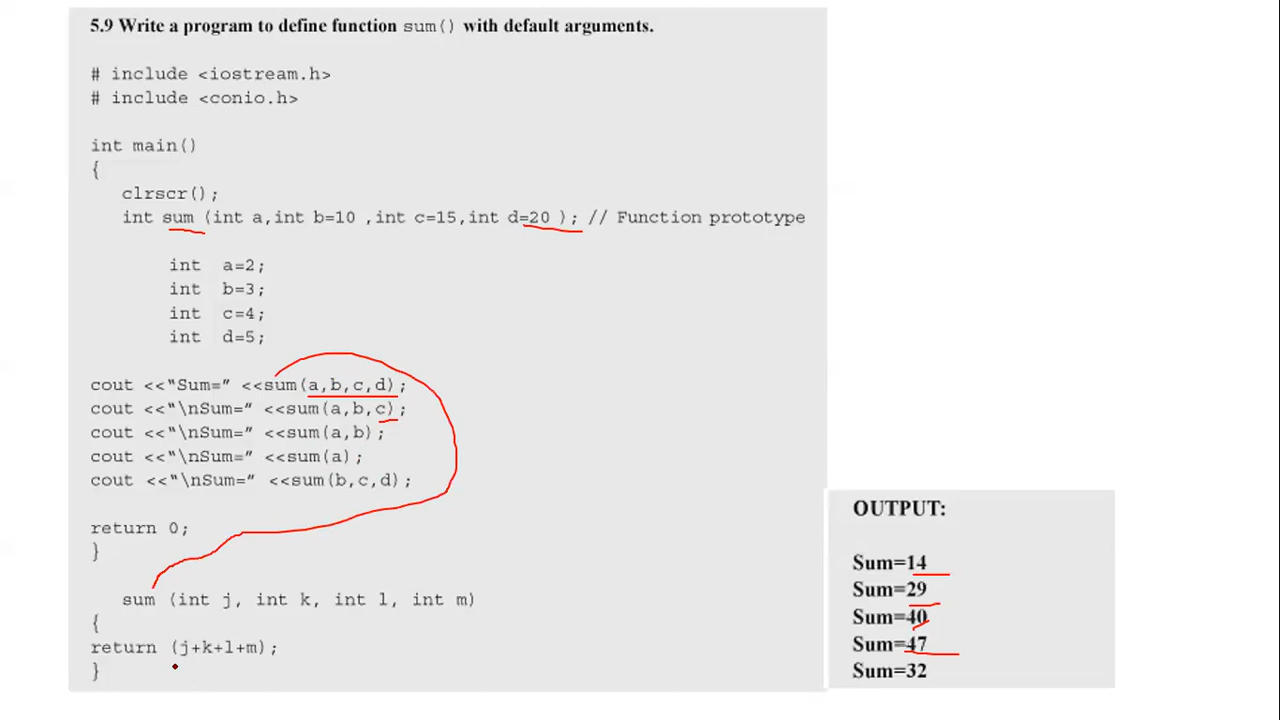 5.9 Write a program to define function sum() with default arguments.
# include <iostream.h>
# include <conio.h>
int main()
{
clrscr();
int sum (int a,int b=10 ,int c=15,int d=20 ); // Function prototype
int a=2;
int b=3;
int c=4;
int d=5;
cout <<“Sum=” <<sum(a,b,c,d);
cout <<“\nSum=” <<sum(a,b,c);
cout <<“\nSum=” <<sum(a,b);
cout <<“\nSum=” <<sum(a);
cout <<“\nSum=” <<sum(b,c,d);
return 0;
}
sum (int j, int k, int l, int m)
{
return (j+k+l+m);
}
OUTPUT:
Sum=14
Sum=29
Sum=40
Sum=47
Sum=32